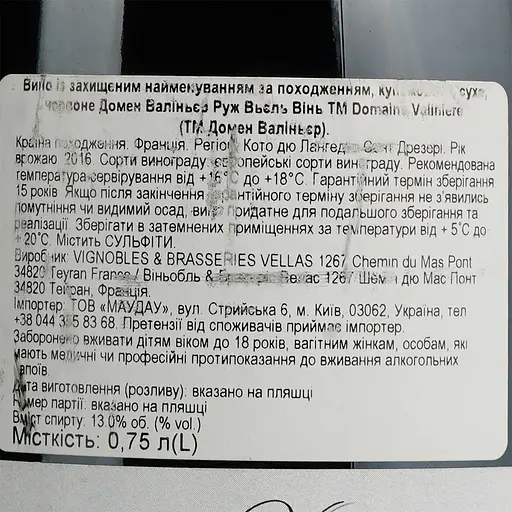 Вино із захищеним найменуванням за походженням, купажоване, сухе,
червоне Домен Валіньєр Руж Вьєль Вінь ТМ Domaine Valiniere
(ТМ Домен Валіньєр).
Країна походження: Франція. Регіон: Кото дю Лангедок Сент Дрезері. Рік
врожаю 2016. Сорти винограду: європейські сорти винограду. Рекомендована
температура сервірування від +16°С до +18°С. Гарантійний термін зберігання
15 років. Якщо після закінчення гарантійного терміну зберігання не з'явились
помутніння чи видимий осад, вино придатне для подальшого зберігання та
реалізації. Зберігати в затемнених приміщеннях за температури від + 5°С до
+ 20°С. Містить СУЛЬФІТИ.
Виробник: VIGNOBLES & BRASSERIES VELLAS 1267 Chemin du Mas Pont
34820 Teyran France / Віньобль & Вєллас 1267 Шемін дю Мас Понт
34820 Тейран, Франція.
Імпортер: ТОВ «МАУДАУ», вул. Стрийська 6, м. Київ, 03062, Україна, тел
+38 044 3 5 83 68. Претензії від споживачів приймає імпортер.
Заборонено вживати дітям віком до 18 років, вагітним жінкам, особам, які
мають медичні чи професійні протипоказання до вживання алкогольних
напоїв.
Дата виготовлення (розливу): вказано на пляшці
Номер партії: вказано на пляшці
Вміст спирту: 13.0% об. (% vol.)
Місткість: 0,75 л(L)